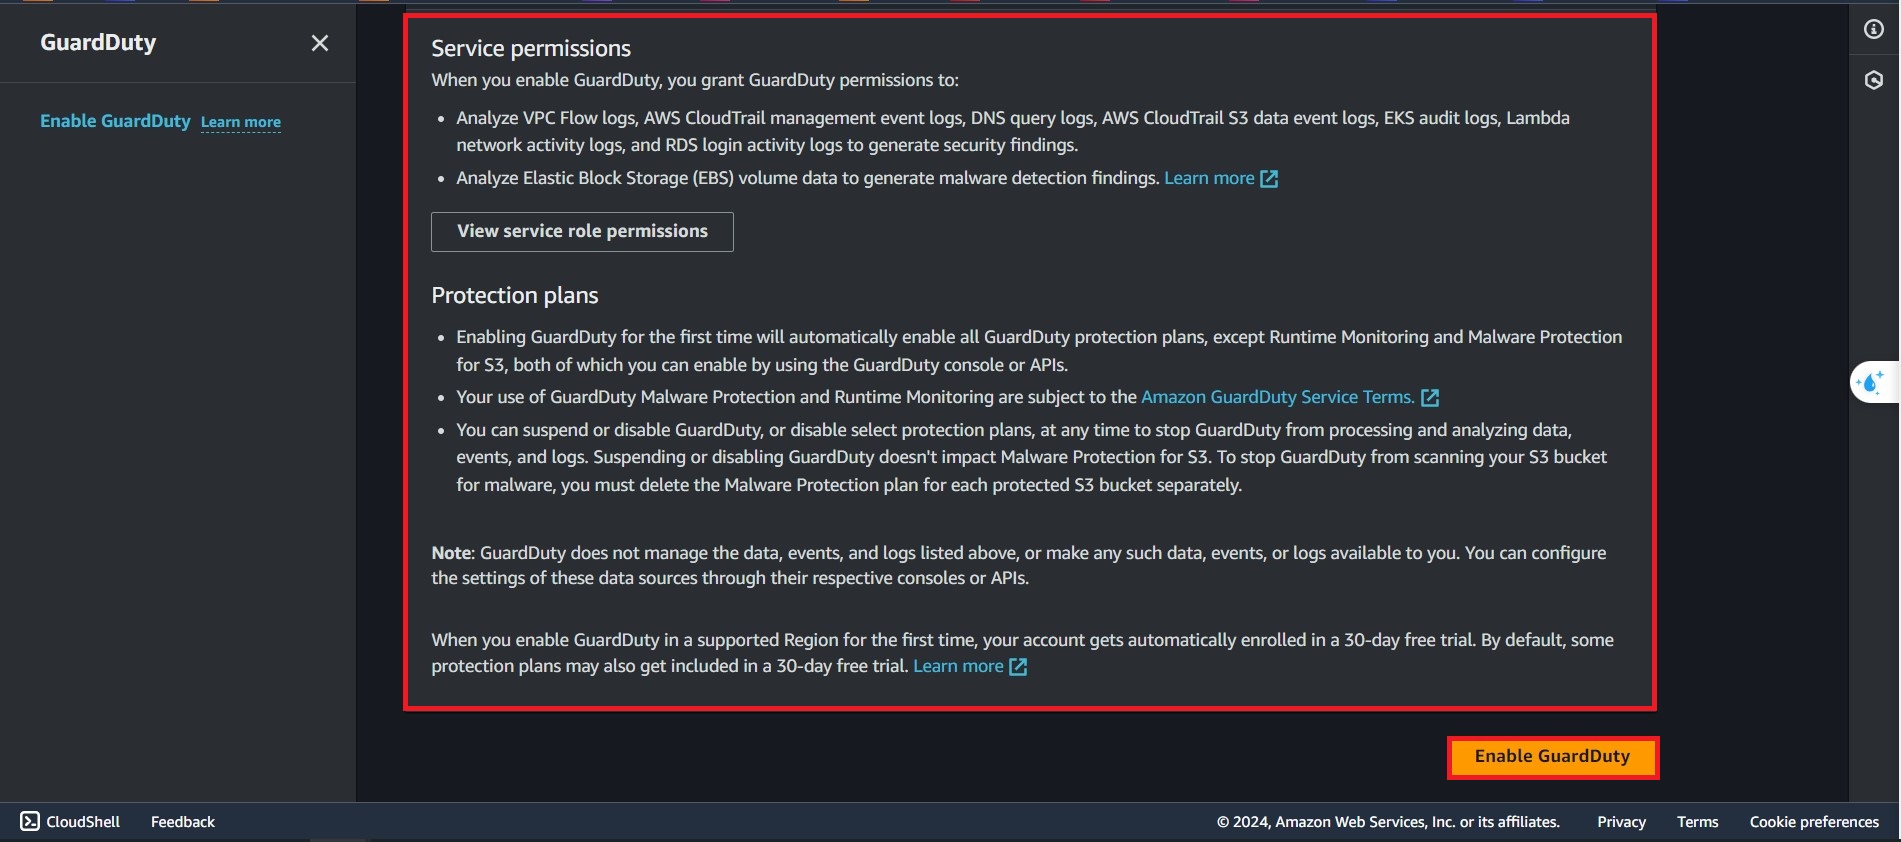 GuardDuty
Enable GuardDuty Learn more
Service permissions
When you enable GuardDuty, you grant GuardDuty permissions to:
• Analyze VPC Flow logs, AWS CloudTrail management event logs, DNS query logs, AWS CloudTrail S3 data event logs, EKS audit logs, Lambda
network activity logs, and RDS login activity logs to generate security findings.
• Analyze Elastic Block Storage (EBS) volume data to generate malware detection findings. Learn more
View service role permissions
Protection plans
• Enabling GuardDuty for the first time will automatically enable all GuardDuty protection plans, except Runtime Monitoring and Malware Protection
for S3, both of which you can enable by using the GuardDuty console or APIs.
• Your use of GuardDuty Malware Protection and Runtime Monitoring are subject to the Amazon GuardDuty Service Terms.
• You can suspend or disable GuardDuty, or disable select protection plans, at any time to stop GuardDuty from processing and analyzing data,
events, and logs. Suspending or disabling GuardDuty doesn't impact Malware Protection for S3. To stop GuardDuty from scanning your S3 bucket
for malware, you must delete the Malware Protection plan for each protected S3 bucket separately.
Note: GuardDuty does not manage the data, events, and logs listed above, or make any such data, events, or logs available to you. You can configure
the settings of these data sources through their respective consoles or APIs.
When you enable GuardDuty in a supported Region for the first time, your account gets automatically enrolled in a 30-day free trial. By default, some
protection plans may also get included in a 30-day free trial. Learn more
Enable GuardDuty
CloudShell Feedback © 2024, Amazon Web Services, Inc. or its affiliates. Privacy Terms Cookie preferences